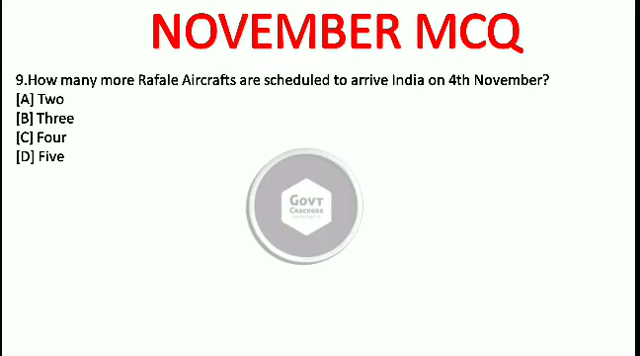 NOVEMBER MCQ
9.How many more Rafale Aircrafts are scheduled to arrive India on 4th November?
[A] Two
[B] Three
[C] Four
[D] Five
GOVT
CRACKERS